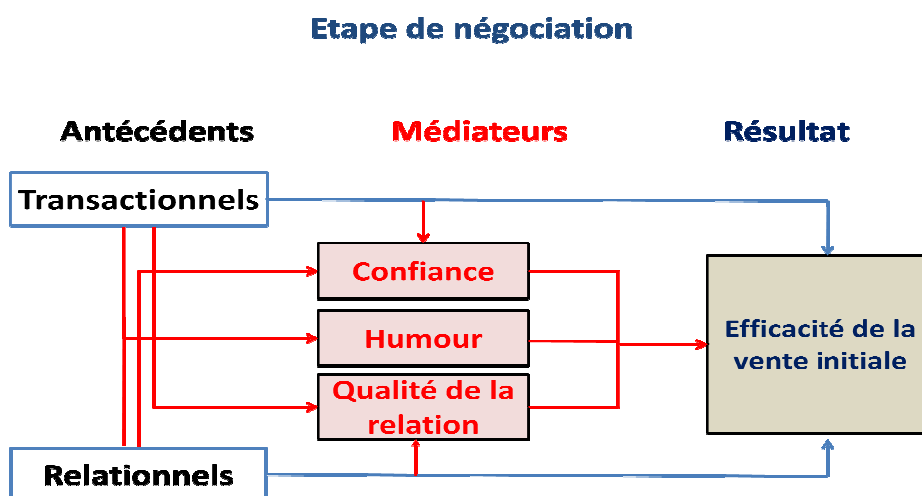 Etape de négociation
Antécédents
Médiateurs
Résultat
Transactionnels
Confiance
Humour
Qualité de la
relation
Efficacité de la
vente initiale
Relationnels